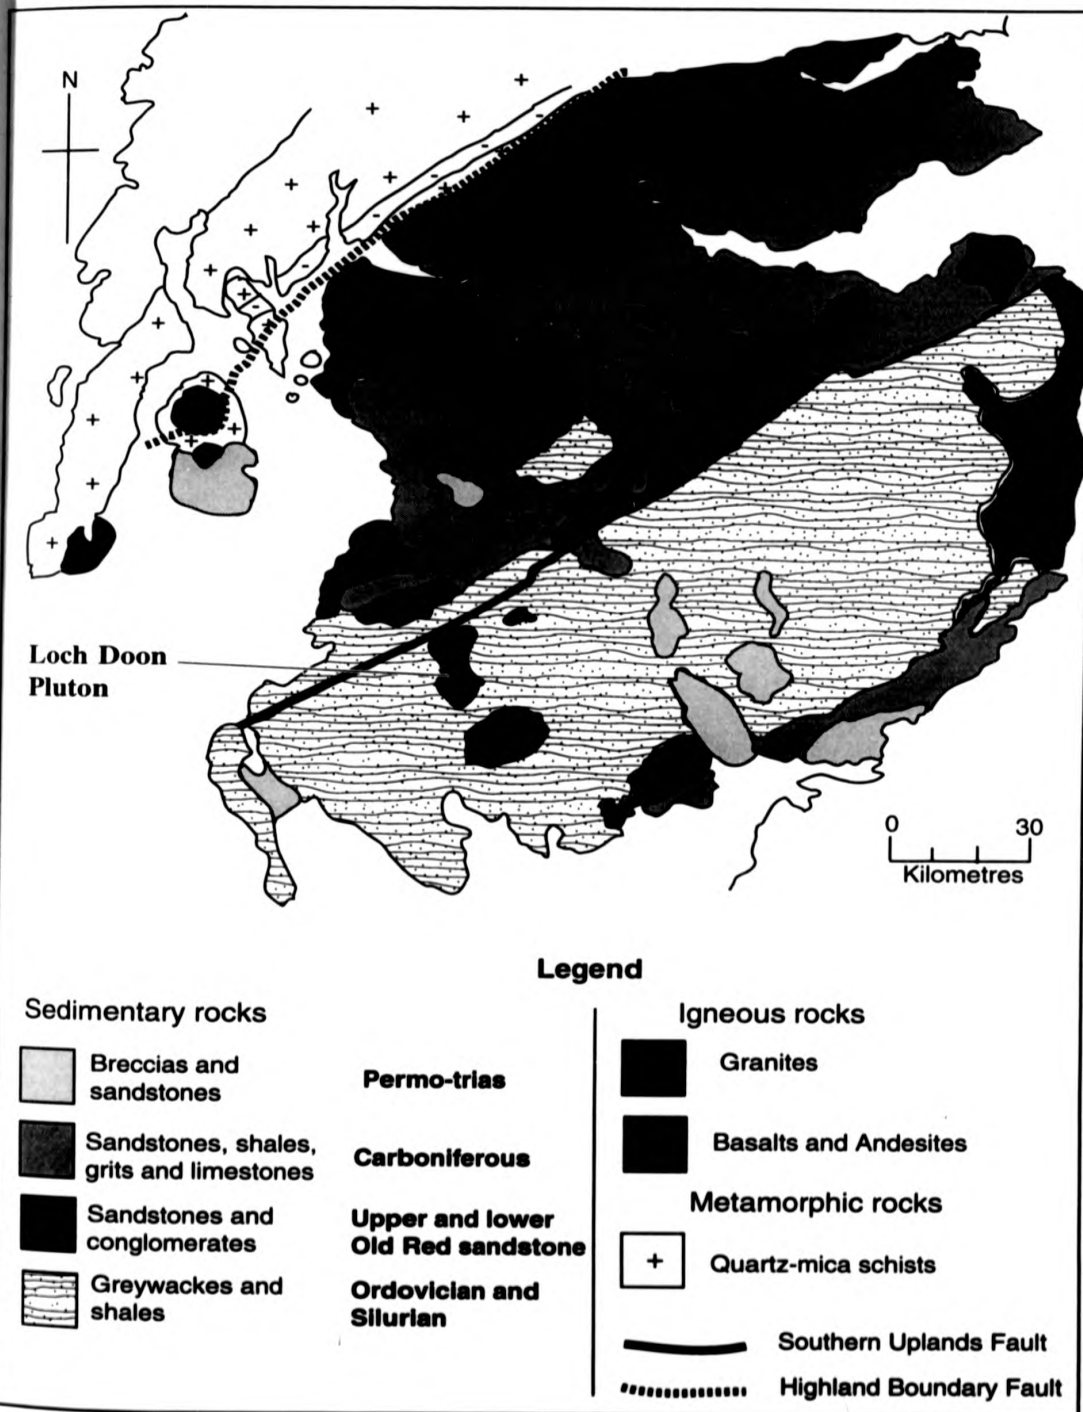 N
Loch Doon
Pluton
0 30
Kilometres
Legend
Sedimentary rocks
Breccias and
sandstones
Permo-trias
Sandstones, shales,
grits and limestones
Carboniferous
Sandstones and
conglomerates
Upper and lower
Old Red sandstone
Greywackes and
shales
Ordovician and
Silurian
Igneous rocks
Granites
Basalts and Andesites
Metamorphic rocks
Quartz-mica schists
Southern Uplands Fault
Highland Boundary Fault